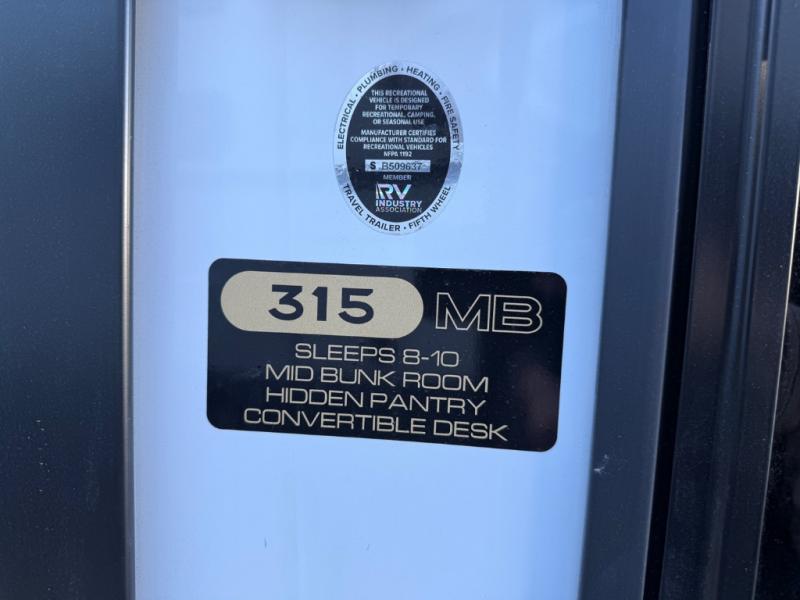 ELECTRICAL • PLUMBING • HEATING • FIRE SAFETY
THIS RECREATIONAL
VEHICLE IS DESIGNED
FOR TEMPORARY
RECREATIONAL, CAMPING,
OR SEASONAL USE
MANUFACTURER CERTIFIES
COMPLIANCE WITH STANDARD FOR
RECREATIONAL VEHICLES
NFPA 1192
S B509637
MEMBER
RV
INDUSTRY
ASSOCIATION
TRAVEL TRAILER • FIFTH WHEEL
315 MB
SLEEPS 8-10
MID BUNK ROOM
HIDDEN PANTRY
CONVERTIBLE DESK